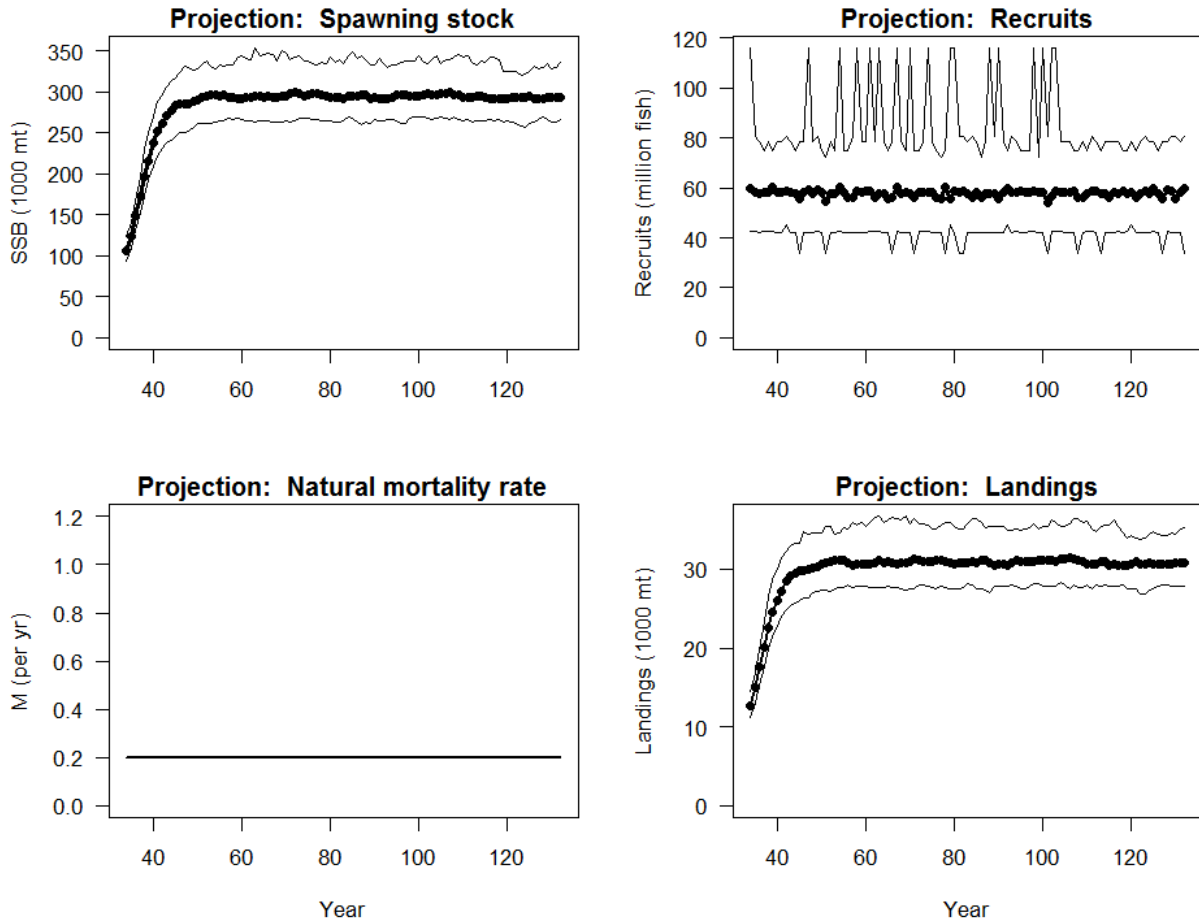 Projection:  Spawning stock
SSB (1000 mt)
350
300
250
200
150
100
50
0
40 60 80 100 120
Projection:  Recruits
Recruits (million fish)
120
100
80
60
40
20
0
40 60 80 100 120
Projection:  Natural mortality rate
M (per yr)
1.2
1.0
0.8
0.6
0.4
0.2
0.0
40 60 80 100 120
Year
Projection:  Landings
Landings (1000 mt)
30
20
10
0
40 60 80 100 120
Year